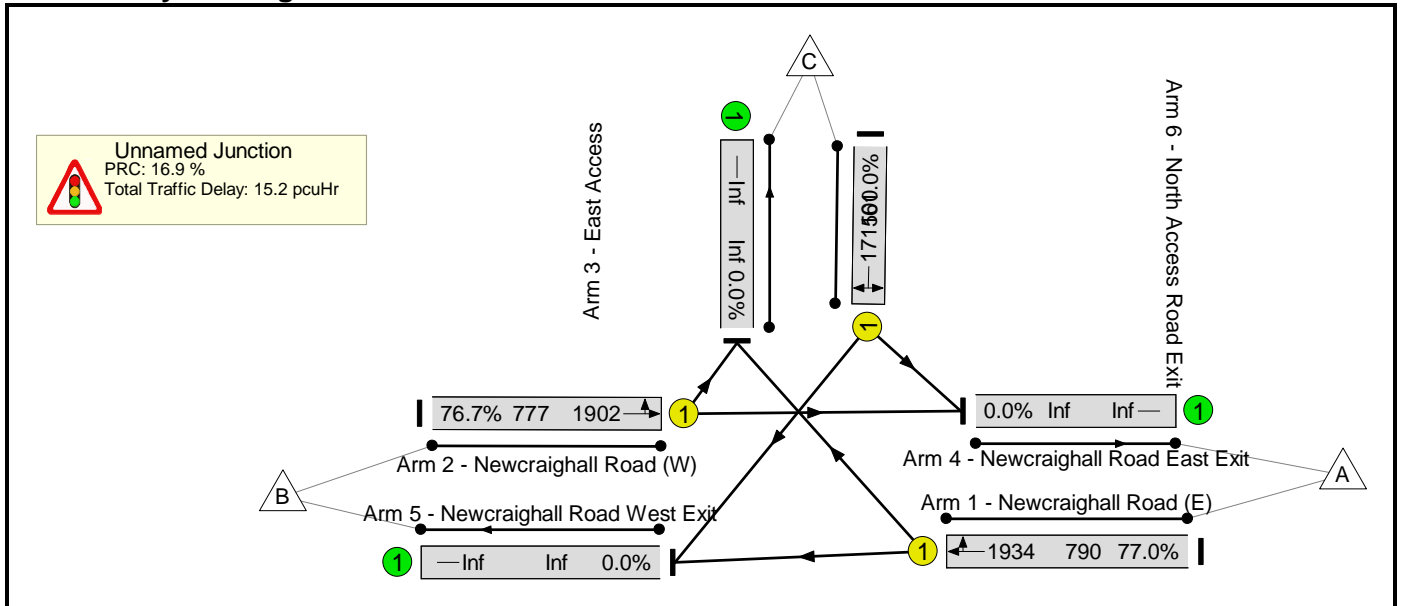 C
Unnamed Junction
PRC: 16.9 %
Total Traffic Delay: 15.2 pcuHr
Arm 3 - East Access
1
Inf
Inf 0.0%
1
Arm 6 - North Access Road Exit
76.7% 777 1902
1
Arm 2 - Newcraighall Road (W)
0.0% Inf Inf
1
Arm 4 - Newcraighall Road East Exit
B
A
Arm 5 - Newcraighall Road West Exit
Arm 1 - Newcraighall Road (E)
1
Inf Inf 0.0%
1
1934 790 77.0%